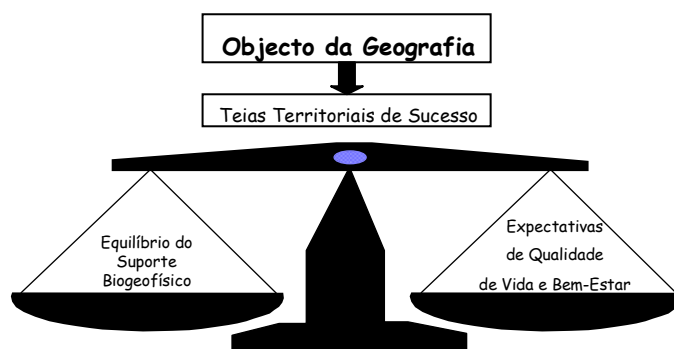 Objecto da Geografia
Teias Territoriais de Sucesso
Equilíbrio do
Suporte
Biogeofísico
Expectativas
de Qualidade
de Vida e Bem-Estar